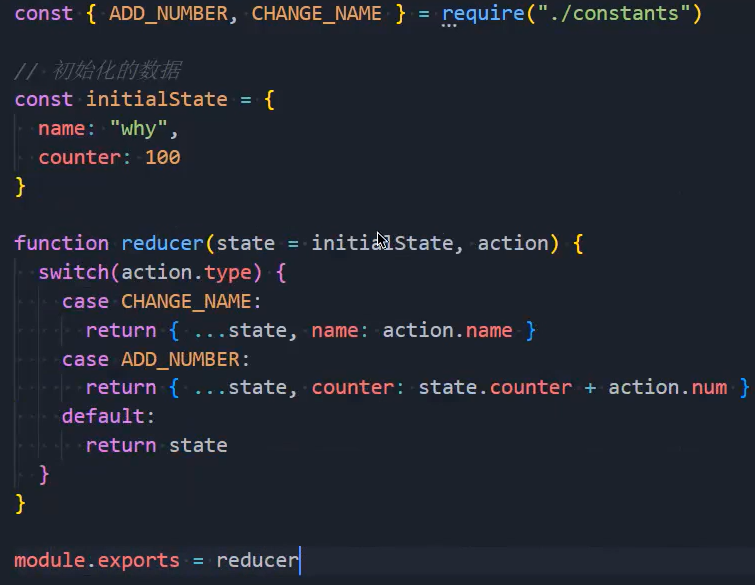 const { ADD_NUMBER, CHANGE_NAME } = require("./constants")
// 初始化的数据
const initialState = {
  name: "why",
  counter: 100
}
function reducer(state = initialState, action) {
  switch(action.type) {
    case CHANGE_NAME:
      return { ...state, name: action.name }
    case ADD_NUMBER:
      return { ...state, counter: state.counter + action.num }
    default:
      return state
  }
}
module.exports = reducer